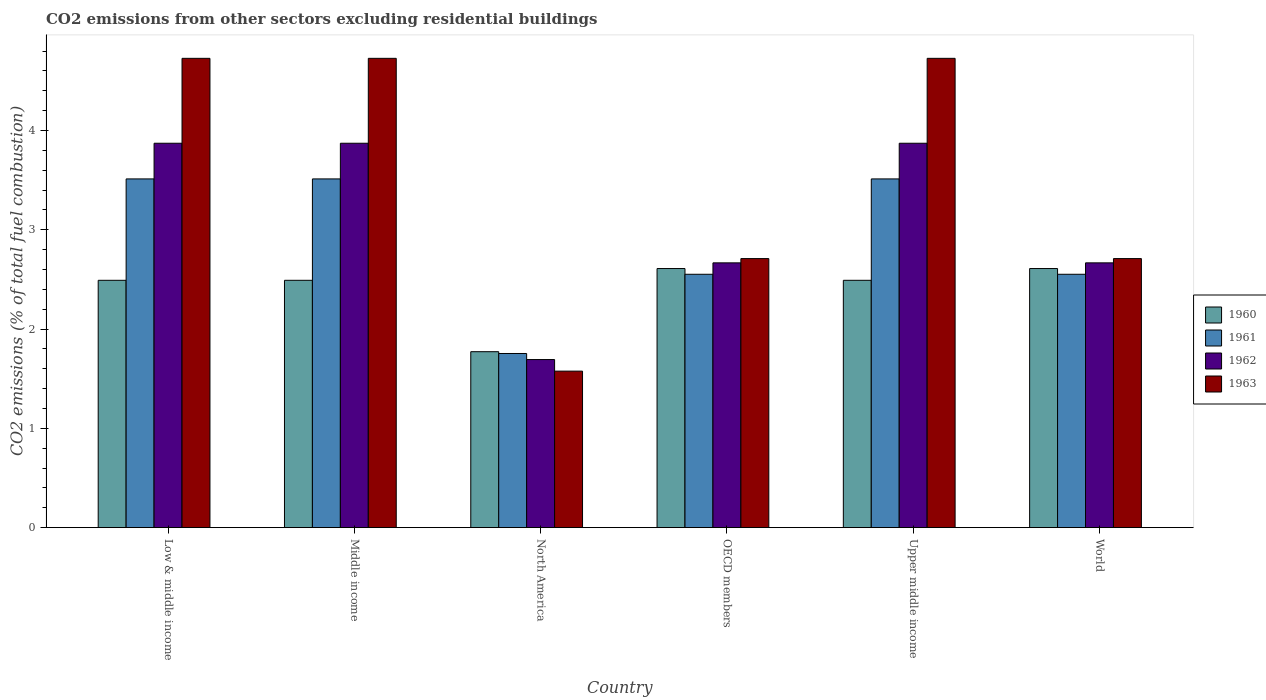 CO2 emissions from other sectors excluding residential buildings
CO2 emissions (% of total fuel combustion)
4
3
2
1
0
Low & middle income
Middle income
North America
OECD members
Upper middle income
World
Country
1960
1961
1962
1963